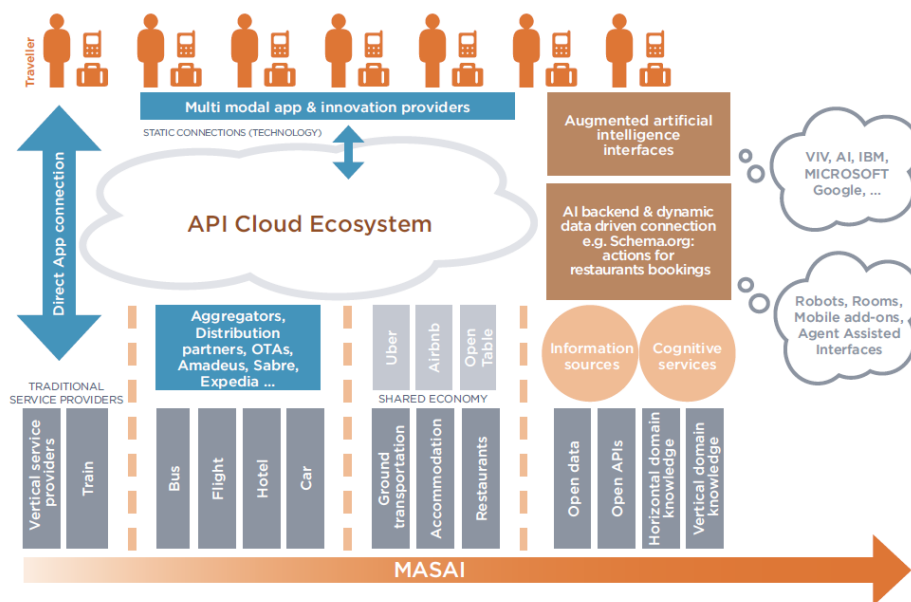 Traveller
Multi modal app & innovation providers
STATIC CONNECTIONS (TECHNOLOGY)
Direct App connection
API Cloud Ecosystem
Augmented artificial
intelligence
interfaces
VIV, AI, IBM,
MICROSOFT
Google, ...
AI backend & dynamic
data driven connection
e.g. Schema.org:
actions for
restaurants bookings
Robots, Rooms,
Mobile add-ons,
Agent Assisted
Interfaces
Aggregators,
Distribution
partners, OTAs,
Amadeus, Sabre,
Expedia ...
Uber
Airbnb
Open
Table
Information
sources
Cognitive
services
TRADITIONAL
SERVICE PROVIDERS
SHARED ECONOMY
Vertical service
providers
Train
Bus
Flight
Hotel
Car
Ground
transportation
Accommodation
Restaurants
Open data
Open APIs
Horizontal domain
knowledge
Vertical domain
knowledge
MASAI